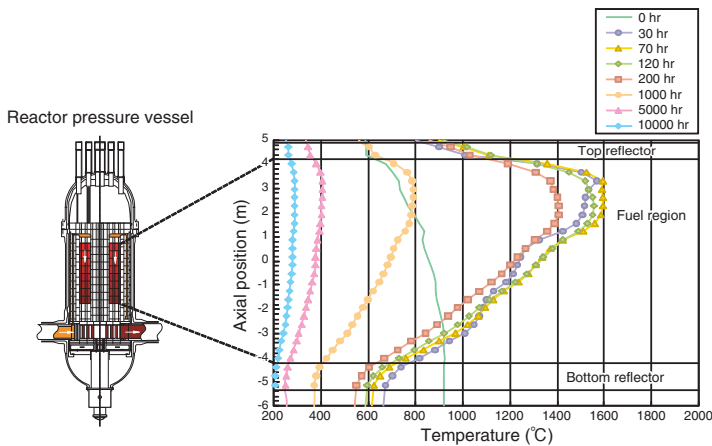 0 hr
30 hr
70 hr
120 hr
200 hr
1000 hr
5000 hr
10000 hr
Reactor pressure vessel
Axial position (m)
5
4
3
2
1
0
-1
-2
-3
-4
-5
-6
Top reflector
Fuel region
Bottom reflector
200 400 600 800 1000 1200 1400 1600 1800 2000
Temperature (℃)